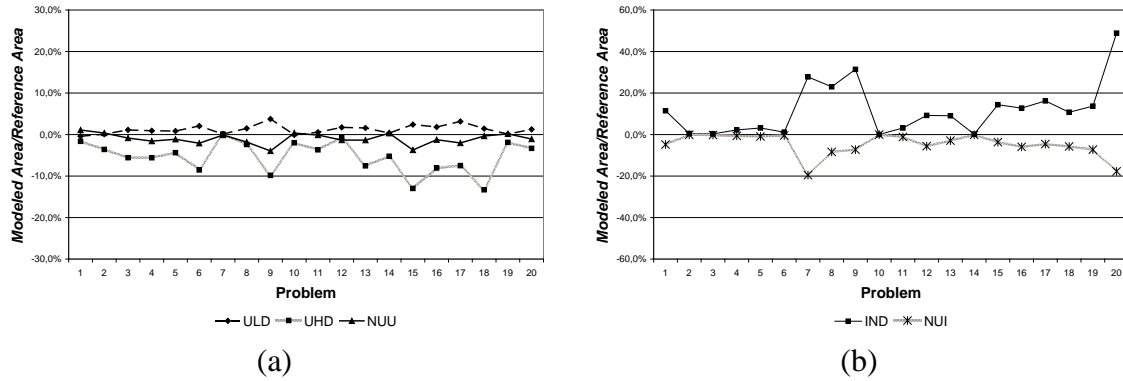 Modeled Area/Reference Area
30,0%
20,0%
10,0%
0,0%
-10,0%
-20,0%
-30,0%
1 2 3 4 5 6 7 8 9 10 11 12 13 14 15 16 17 18 19 20
Problem
ULD UHD NUU
(a)
Modeled Area/Reference Area
60,0%
40,0%
20,0%
0,0%
-20,0%
-40,0%
-60,0%
1 2 3 4 5 6 7 8 9 10 11 12 13 14 15 16 17 18 19 20
Problem
IND NUI
(b)